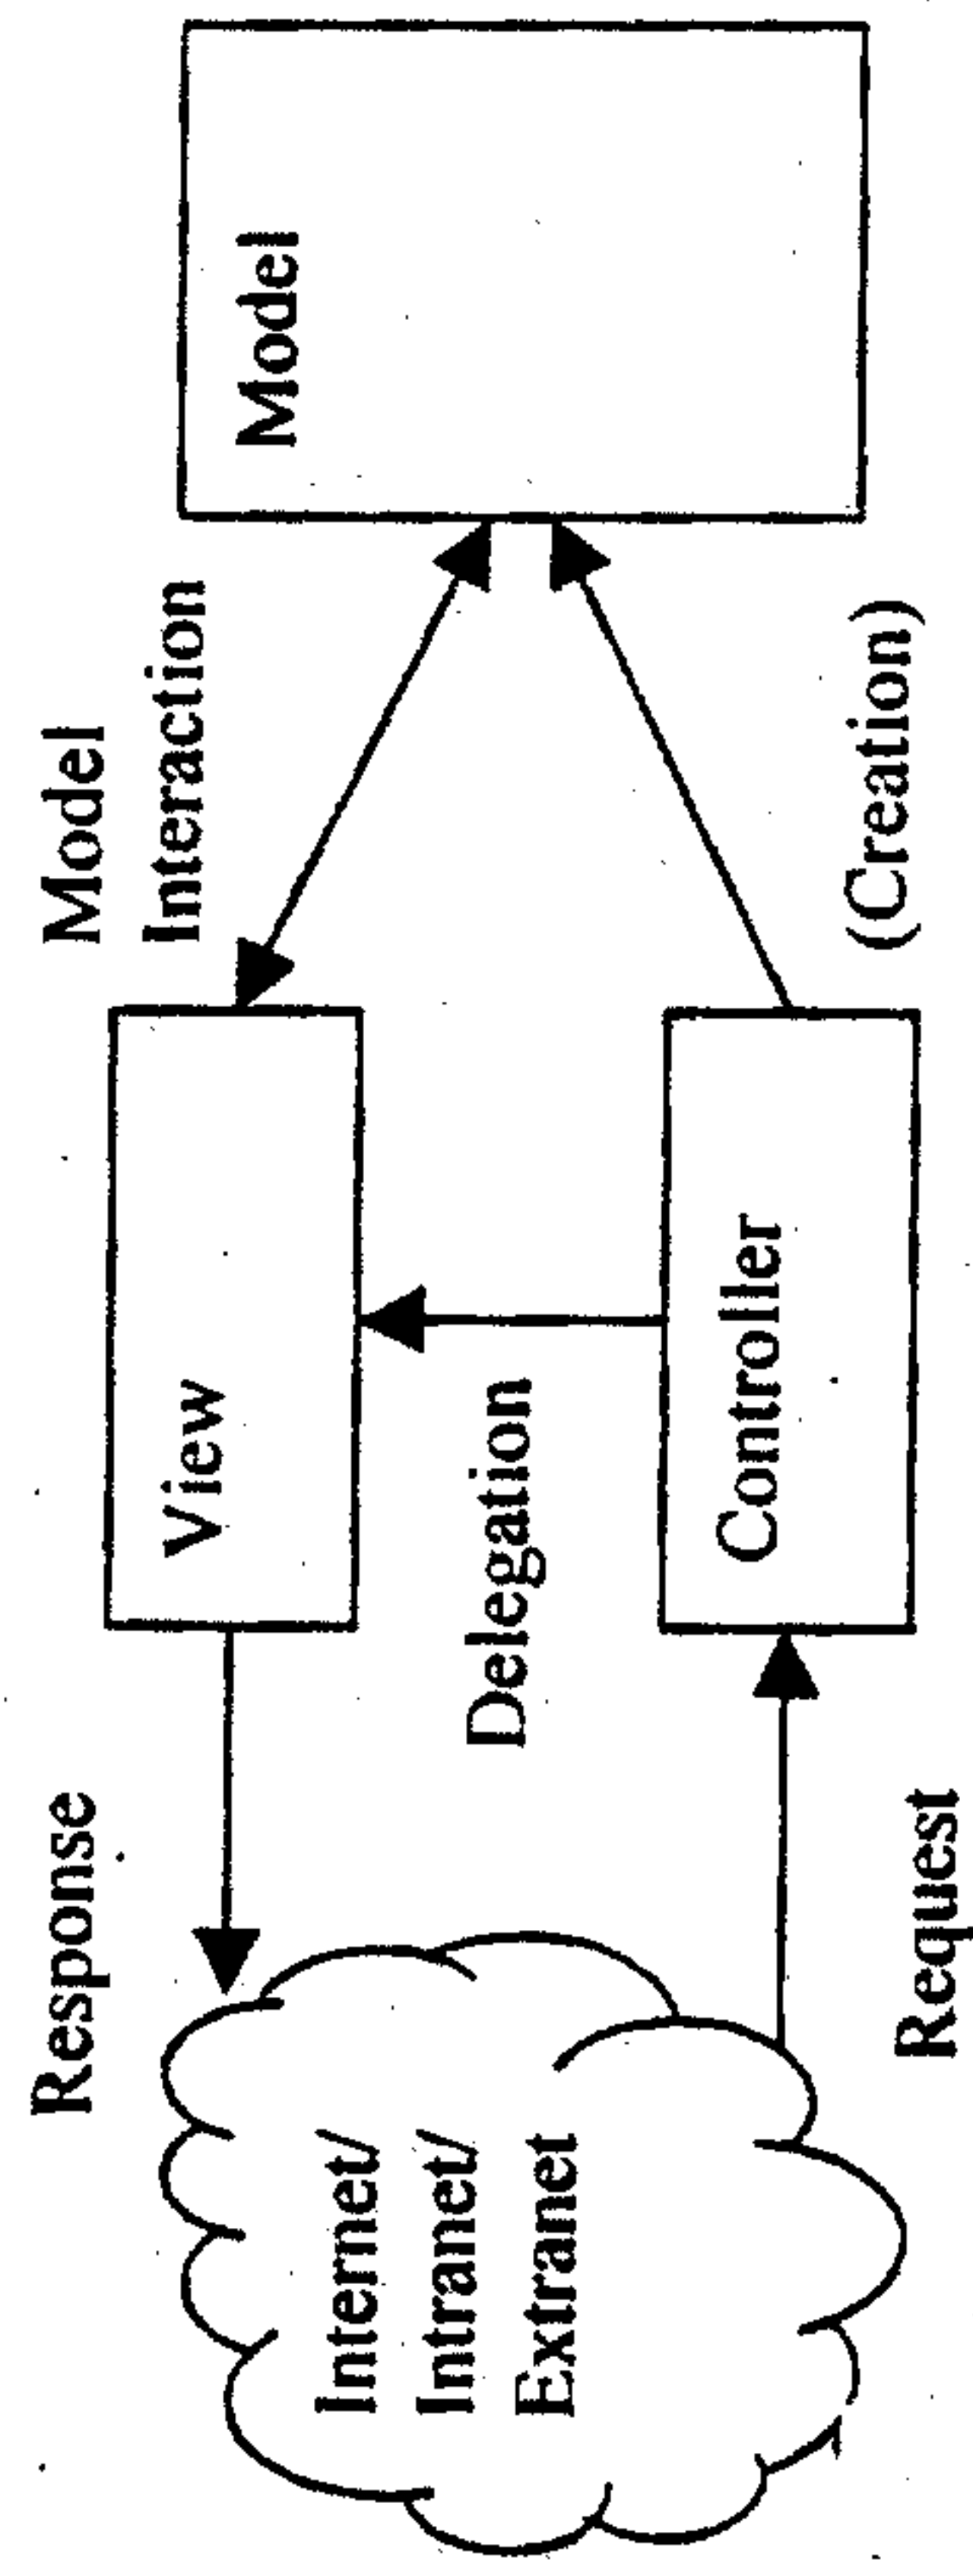 Response
Model
Interaction
View
Model
Internet/
Intranet/
Extranet
Delegation
Controller
Request
(Creation)